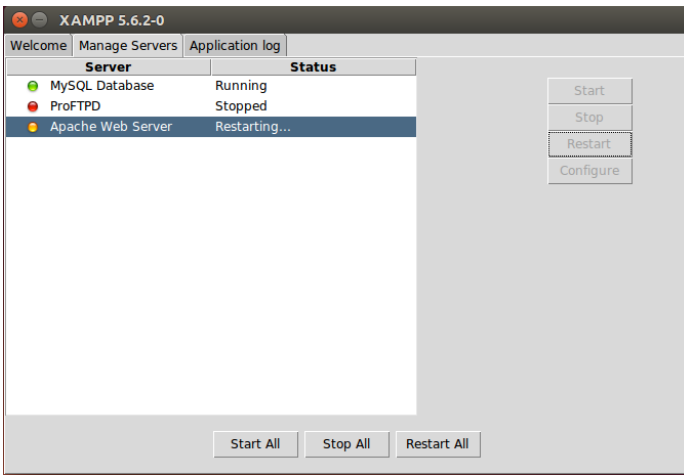 XAMPP 5.6.2-0
Welcome Manage Servers Application log
Server Status
MySQL Database Running
ProFTPD Stopped
Apache Web Server Restarting...
Start
Stop
Restart
Configure
Start All Stop All Restart All